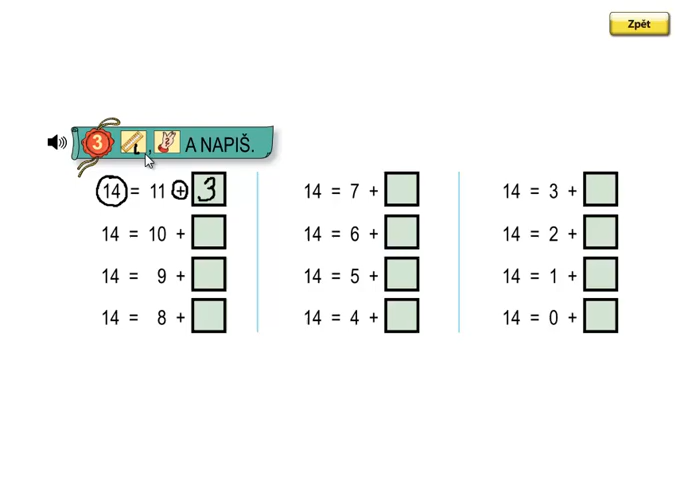 Zpět
3 , A NAPIŠ.
14 = 11 + 3
14 = 10 +
14 = 9 +
14 = 8 +
14 = 7 +
14 = 6 +
14 = 5 +
14 = 4 +
14 = 3 +
14 = 2 +
14 = 1 +
14 = 0 +